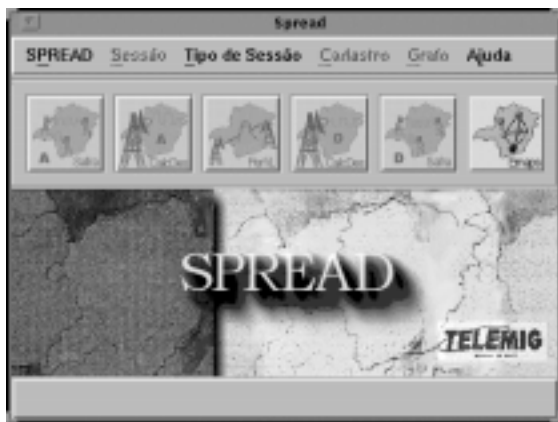 Spread
SPREAD Sessão Tipo de Sessão Cadastro Grafo Ajuda
A
A
D
D
SPREAD
TELEMIG